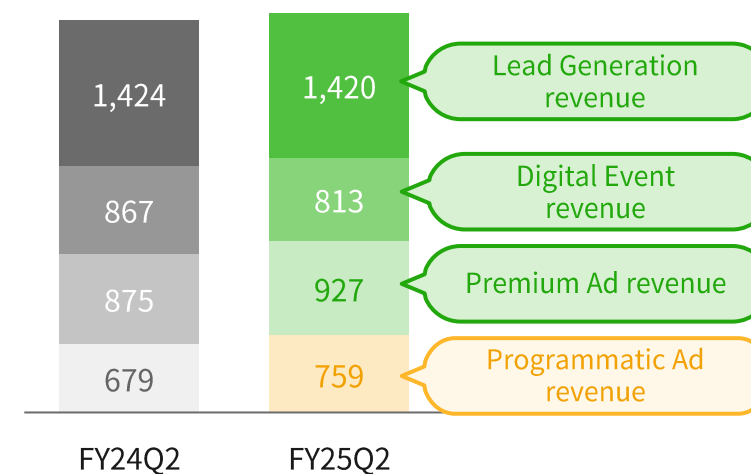 1,424
867
875
679
1,420
813
927
759
Lead Generation
revenue
Digital Event
revenue
Premium Ad revenue
Programmatic Ad
revenue
FY24Q2
FY25Q2